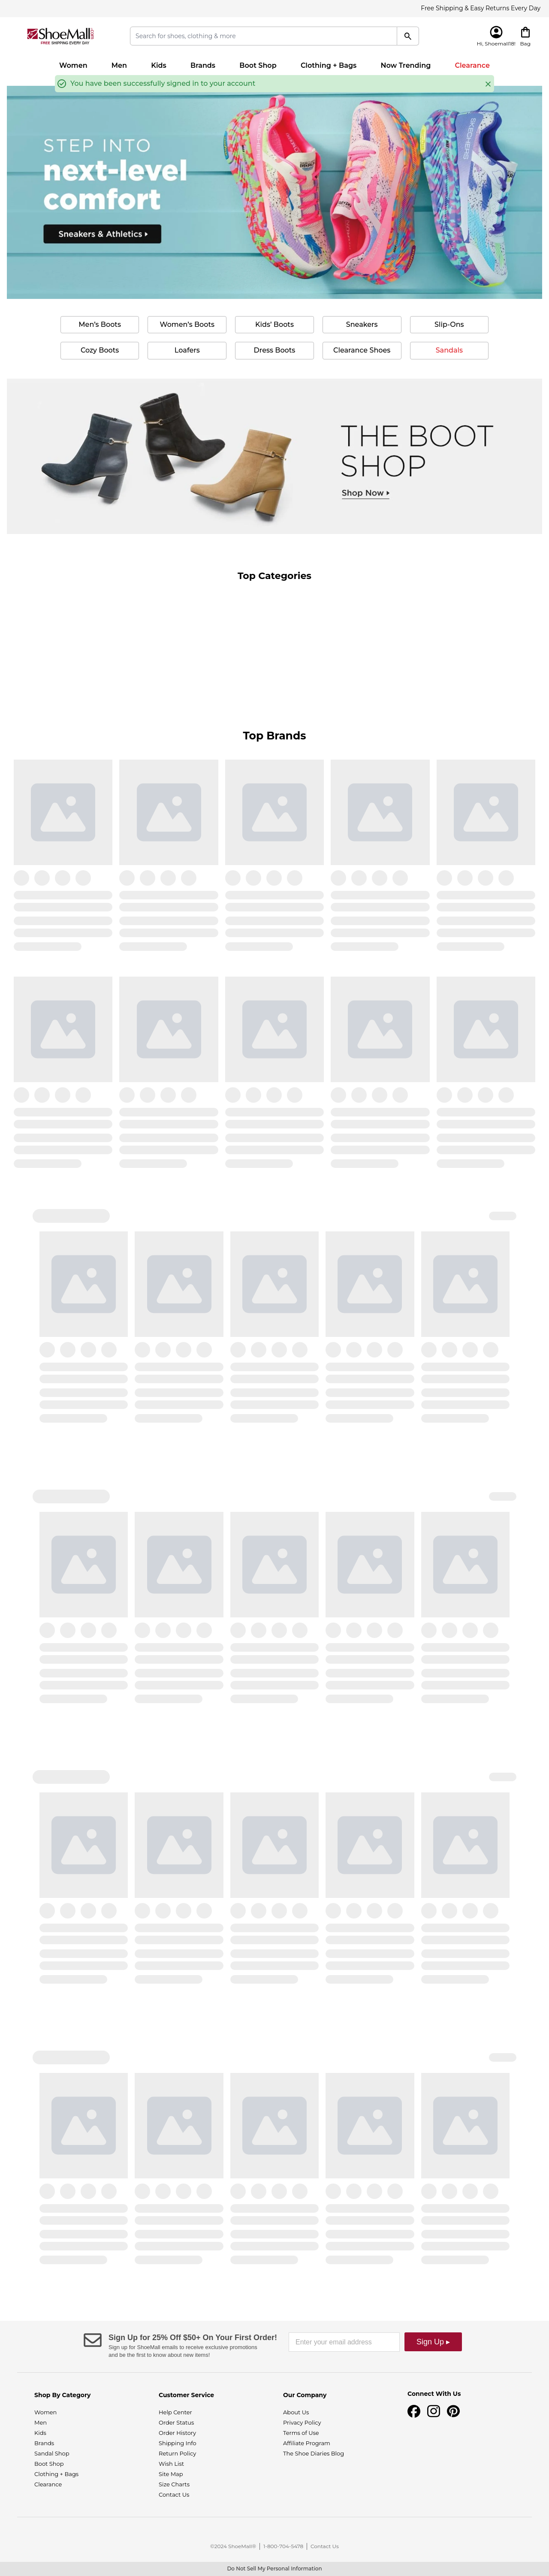 Free Shipping & Easy Returns Every Day
ShoeMall
FREE SHIPPING EVERY DAY
Search for shoes, clothing & more
Bag
Women Men Kids Brands Boot Shop Clothing + Bags Now Trending Clearance
You have been successfully signed in to your account
STEP INTO
next-level
comfort
Sneakers & Athletics
SKECHERS
Men's Boots Women's Boots Kids' Boots Sneakers Slip-Ons
Cozy Boots Loafers Dress Boots Clearance Shoes Sandals
THE BOOT
SHOP
Shop Now
Top Categories
Top Brands
Sign Up for 25% Off $50+ On Your First Order!
Sign up for ShoeMall emails to receive exclusive promotions
and be the first to know about new items!
Enter your email address
Sign Up
Shop By Category
Women
Men
Kids
Brands
Sandal Shop
Boot Shop
Clothing + Bags
Clearance
Customer Service
Help Center
Order Status
Order History
Shipping Info
Return Policy
Wish List
Site Map
Size Charts
Contact Us
Our Company
About Us
Privacy Policy
Terms of Use
Affiliate Program
The Shoe Diaries Blog
Connect With Us
©2024 ShoeMall® | 1-800-704-5478 | Contact Us
Do Not Sell My Personal Information